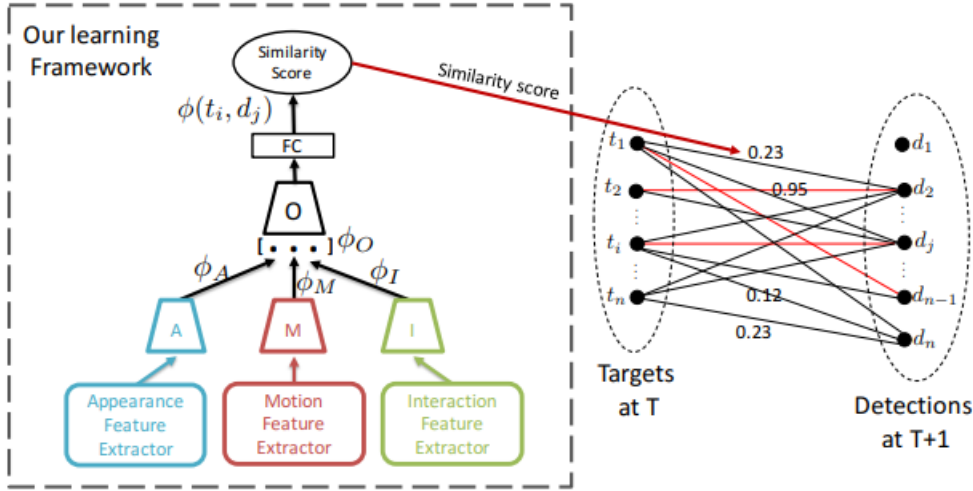 Our learning
Framework
Similarity
Score
Similarity score
ϕ(t_i, d_j)
FC
O
[. . .] ϕ_O
ϕ_A
ϕ_M
ϕ_I
A
M
I
Appearance
Feature
Extractor
Motion
Feature
Extractor
Interaction
Feature
Extractor
t_1
t_2
t_i
t_n
0.23
0.95
0.12
0.23
d_1
d_2
d_j
d_{n−1}
d_n
Targets
at T
Detections
at T+1